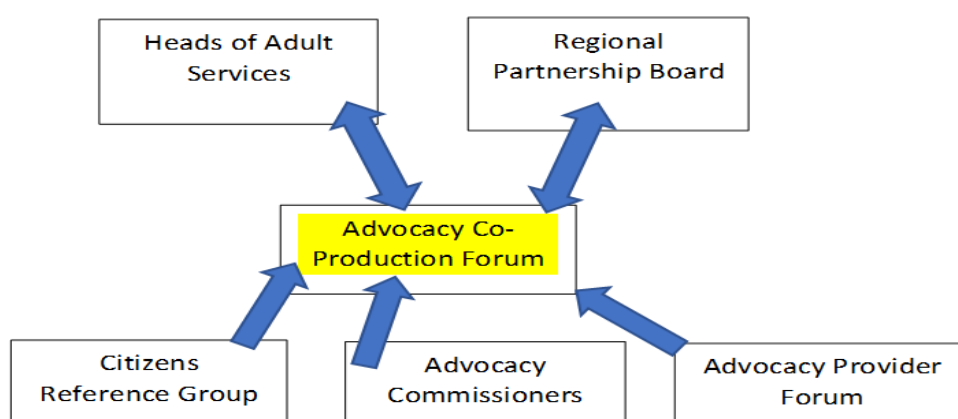 Heads of Adult
Services
Regional
Partnership Board
Advocacy Co-
Production Forum
Citizens
Reference Group
Advocacy
Commissioners
Advocacy Provider
Forum